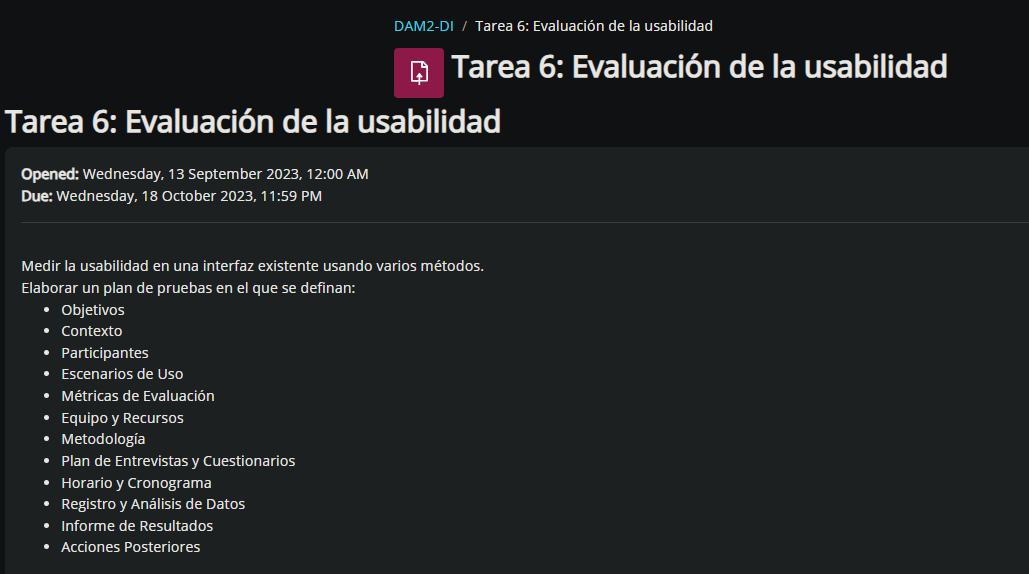 DAM2-DI / Tarea 6: Evaluación de la usabilidad
Tarea 6: Evaluación de la usabilidad
Tarea 6: Evaluación de la usabilidad
Opened: Wednesday, 13 September 2023, 12:00 AM
Due: Wednesday, 18 October 2023, 11:59 PM
Medir la usabilidad en una interfaz existente usando varios métodos.
Elaborar un plan de pruebas en el que se definan:
• Objetivos
• Contexto
• Participantes
• Escenarios de Uso
• Métricas de Evaluación
• Equipo y Recursos
• Metodología
• Plan de Entrevistas y Cuestionarios
• Horario y Cronograma
• Registro y Análisis de Datos
• Informe de Resultados
• Acciones Posteriores